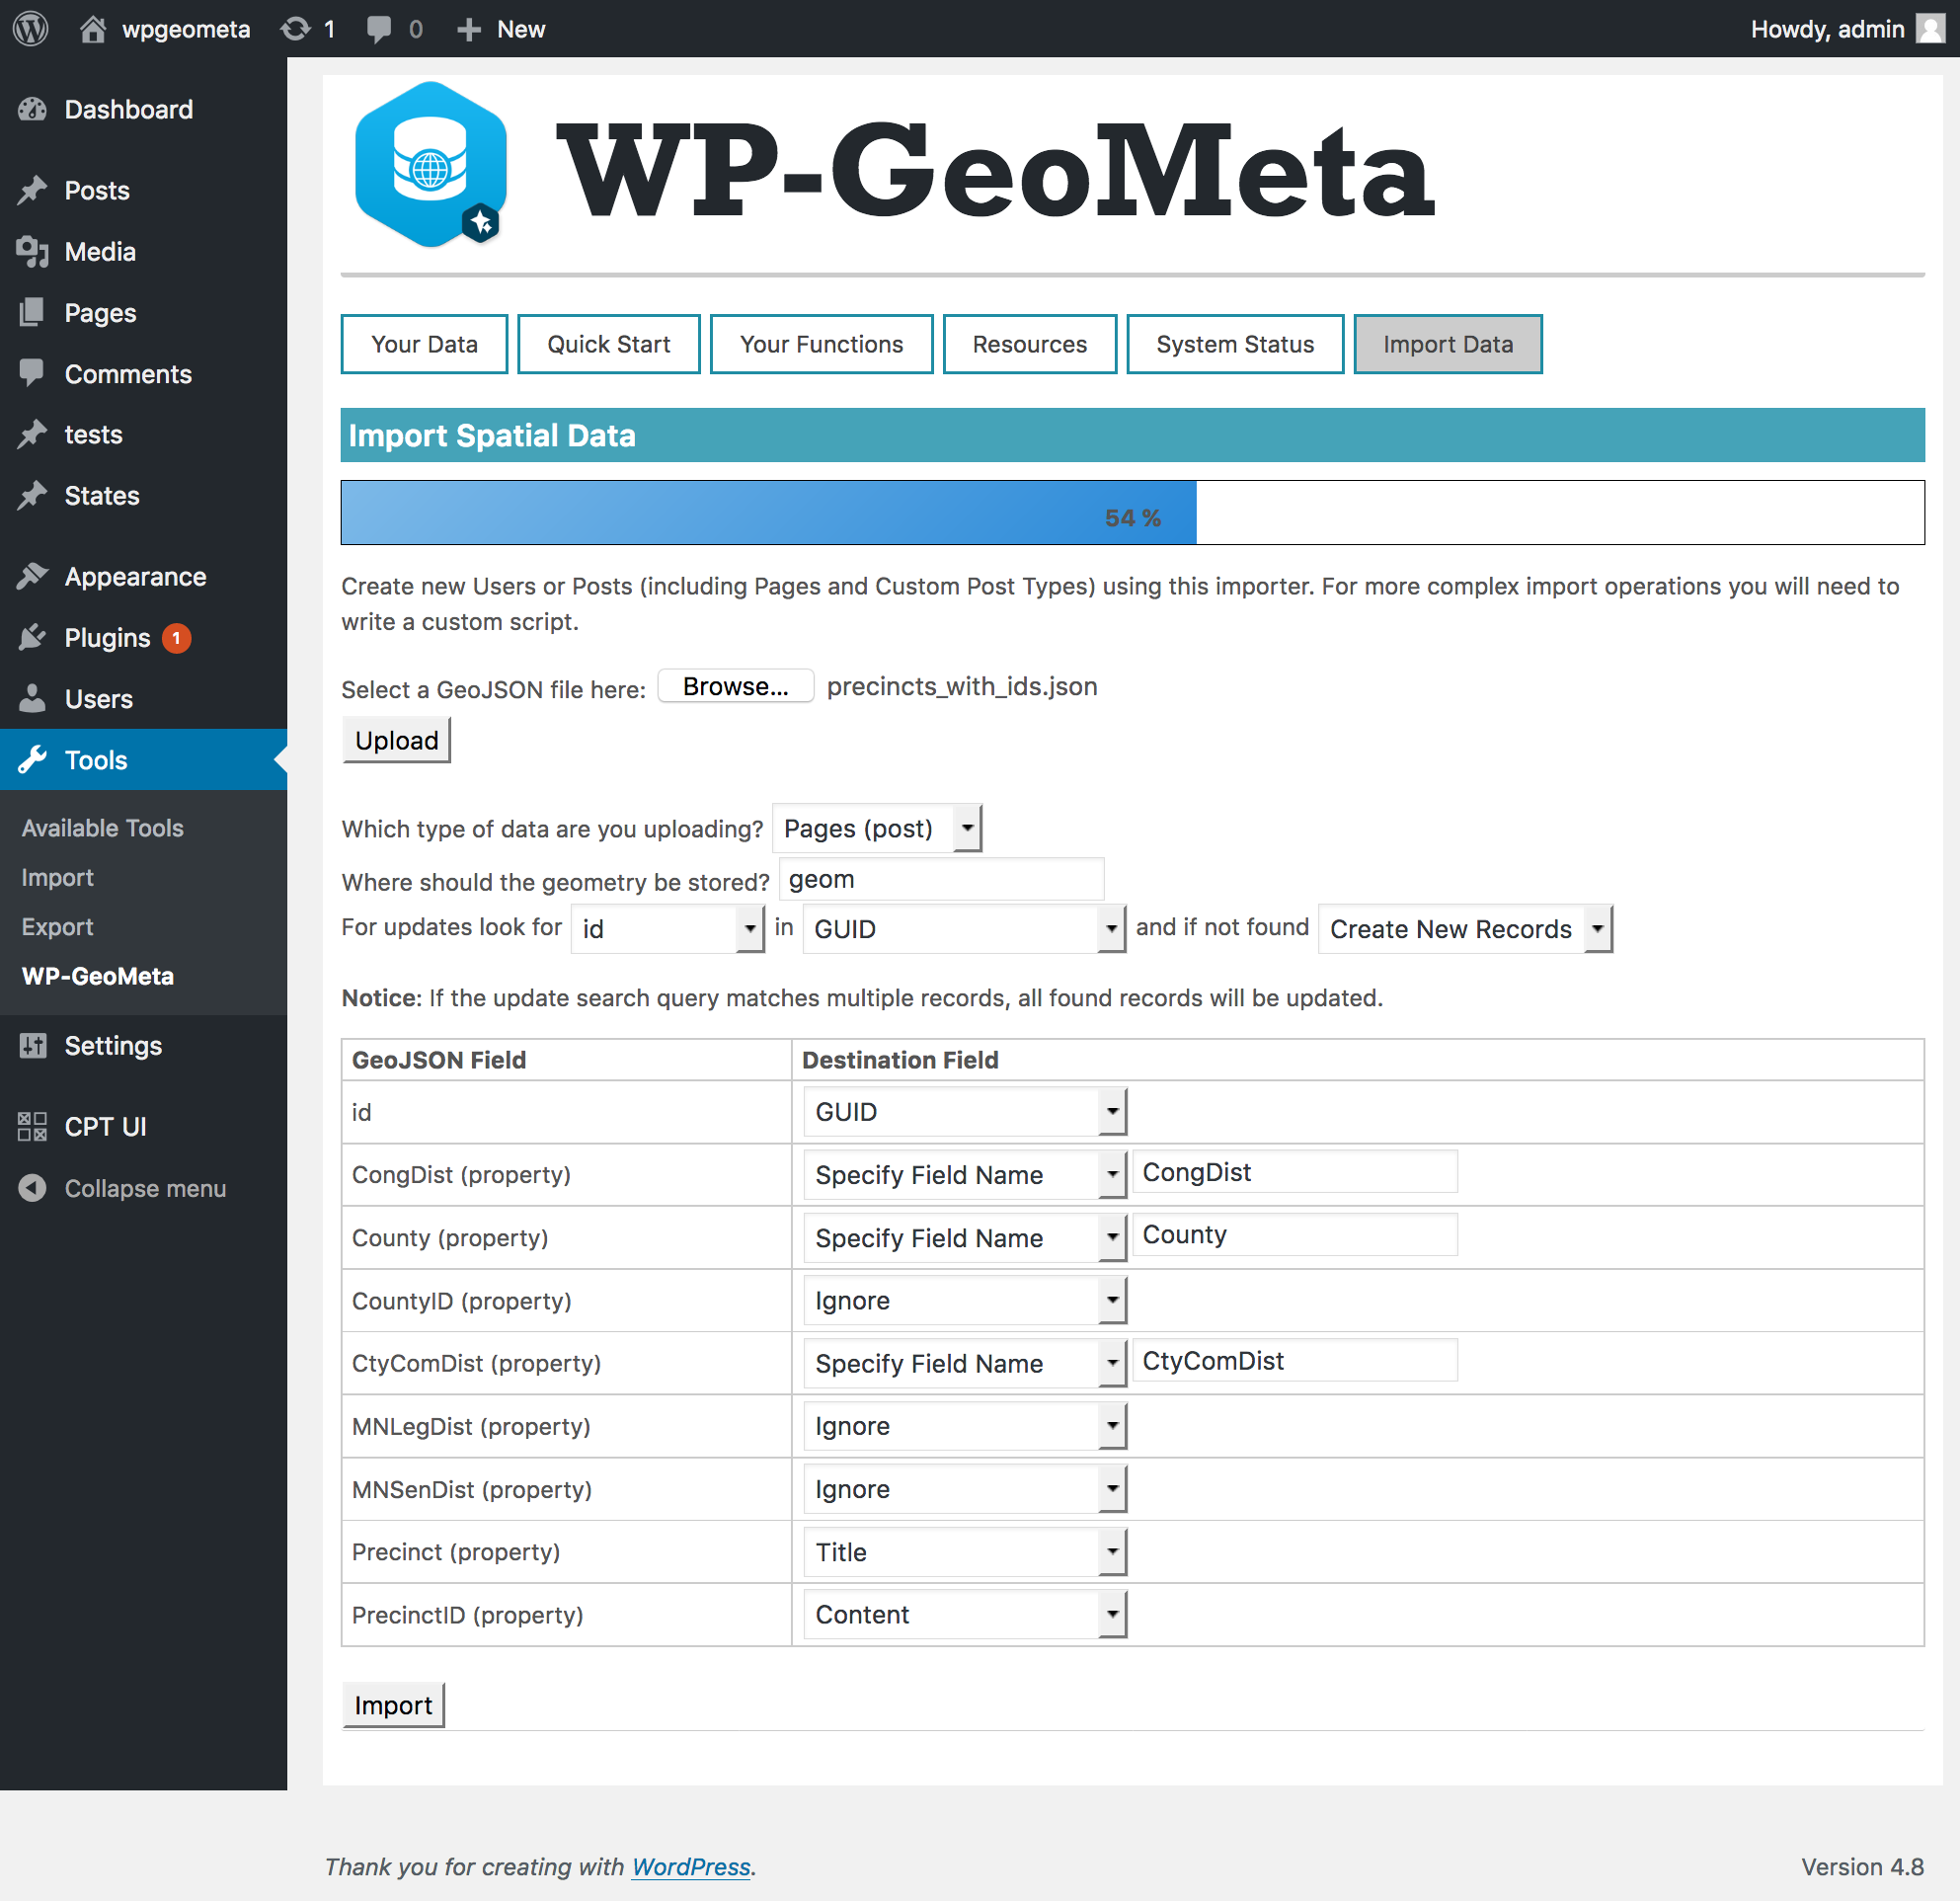 wpgeometa 1 0 New Howdy, admin
Dashboard
Posts
Media
Pages
Comments
tests
States
Appearance
Plugins 1
Users
Tools
Available Tools
Import
Export
WP-GeoMeta
Settings
CPT UI
Collapse menu
WP-GeoMeta
Your Data Quick Start Your Functions Resources System Status Import Data
Import Spatial Data
54 %
Create new Users or Posts (including Pages and Custom Post Types) using this importer. For more complex import operations you will need to
write a custom script.
Select a GeoJSON file here: Browse... precincts_with_ids.json
Upload
Which type of data are you uploading? Pages (post)
Where should the geometry be stored? geom
For updates look for id in GUID and if not found Create New Records
Notice: If the update search query matches multiple records, all found records will be updated.
GeoJSON Field Destination Field
id GUID
CongDist (property) Specify Field Name CongDist
County (property) Specify Field Name County
CountyID (property) Ignore
CtyComDist (property) Specify Field Name CtyComDist
MNLegDist (property) Ignore
MNSenDist (property) Ignore
Precinct (property) Title
PrecinctID (property) Content
Import
Thank you for creating with WordPress. Version 4.8